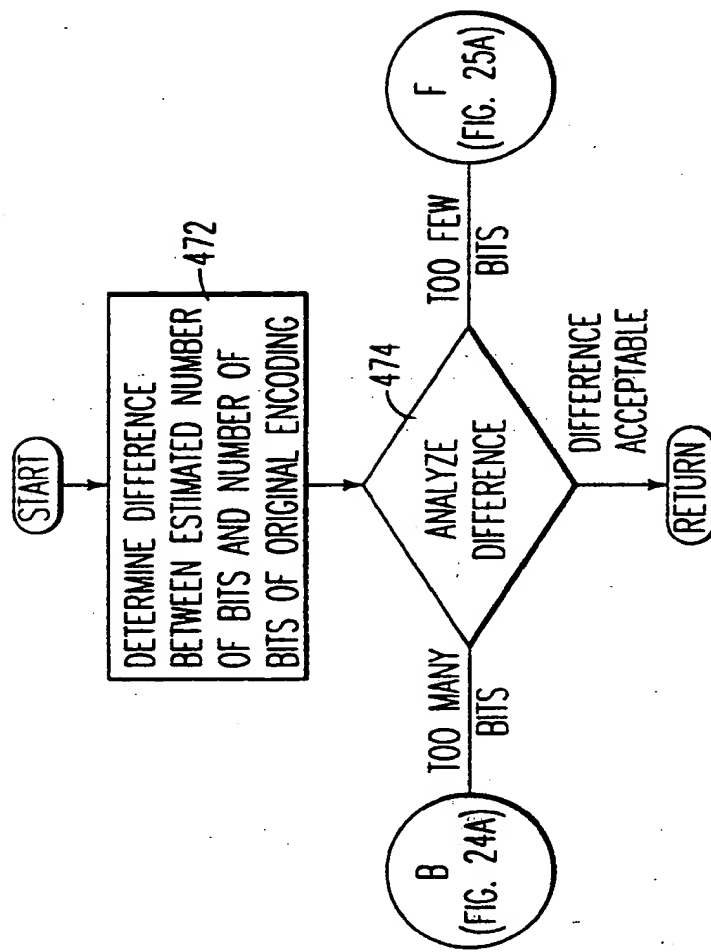 START
DETERMINE DIFFERENCE
BETWEEN ESTIMATED NUMBER
OF BITS AND NUMBER OF
BITS OF ORIGINAL ENCODING
472
474
ANALYZE
DIFFERENCE
TOO MANY
BITS
B
(FIG. 24A)
TOO FEW
BITS
F
(FIG. 25A)
DIFFERENCE
ACCEPTABLE
RETURN